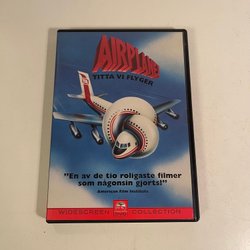 AIRPLANE
TITTA VI FLYGER
"En av de tio roligaste filmer
som någonsin gjorts!"
American Film Institute
WIDESCREEN
COLLECTION